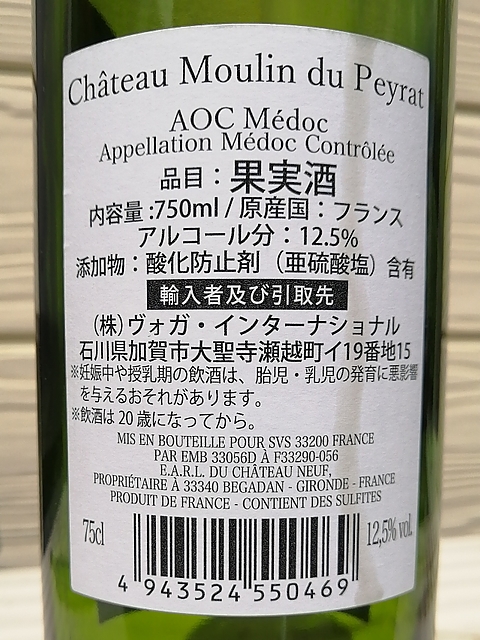 Château Moulin du Peyrat
AOC Médoc
Appellation Médoc Contrôlée
品目：果実酒
内容量:750ml / 原産国：フランス
アルコール分：12.5%
添加物：酸化防止剤（亜硫酸塩）含有
輸入者及び引取先
（株）ヴォガ・インターナショナル
石川県加賀市大聖寺瀬越町イ19番地15
※妊娠中や授乳期の飲酒は、胎児・乳児の発育に悪影響
を与えるおそれがあります。
※飲酒は20歳になってから。
MIS EN BOUTEILLE POUR SVS 33200 FRANCE
PAR EMB 33056D À F33290-056
E.A.R.L. DU CHÂTEAU NEUF,
PROPRIÉTAIRE À 33340 BEGADAN - GIRONDE - FRANCE
PRODUIT DE FRANCE - CONTIENT DES SULFITES
75cl
12,5% vol.
4 943524 550469